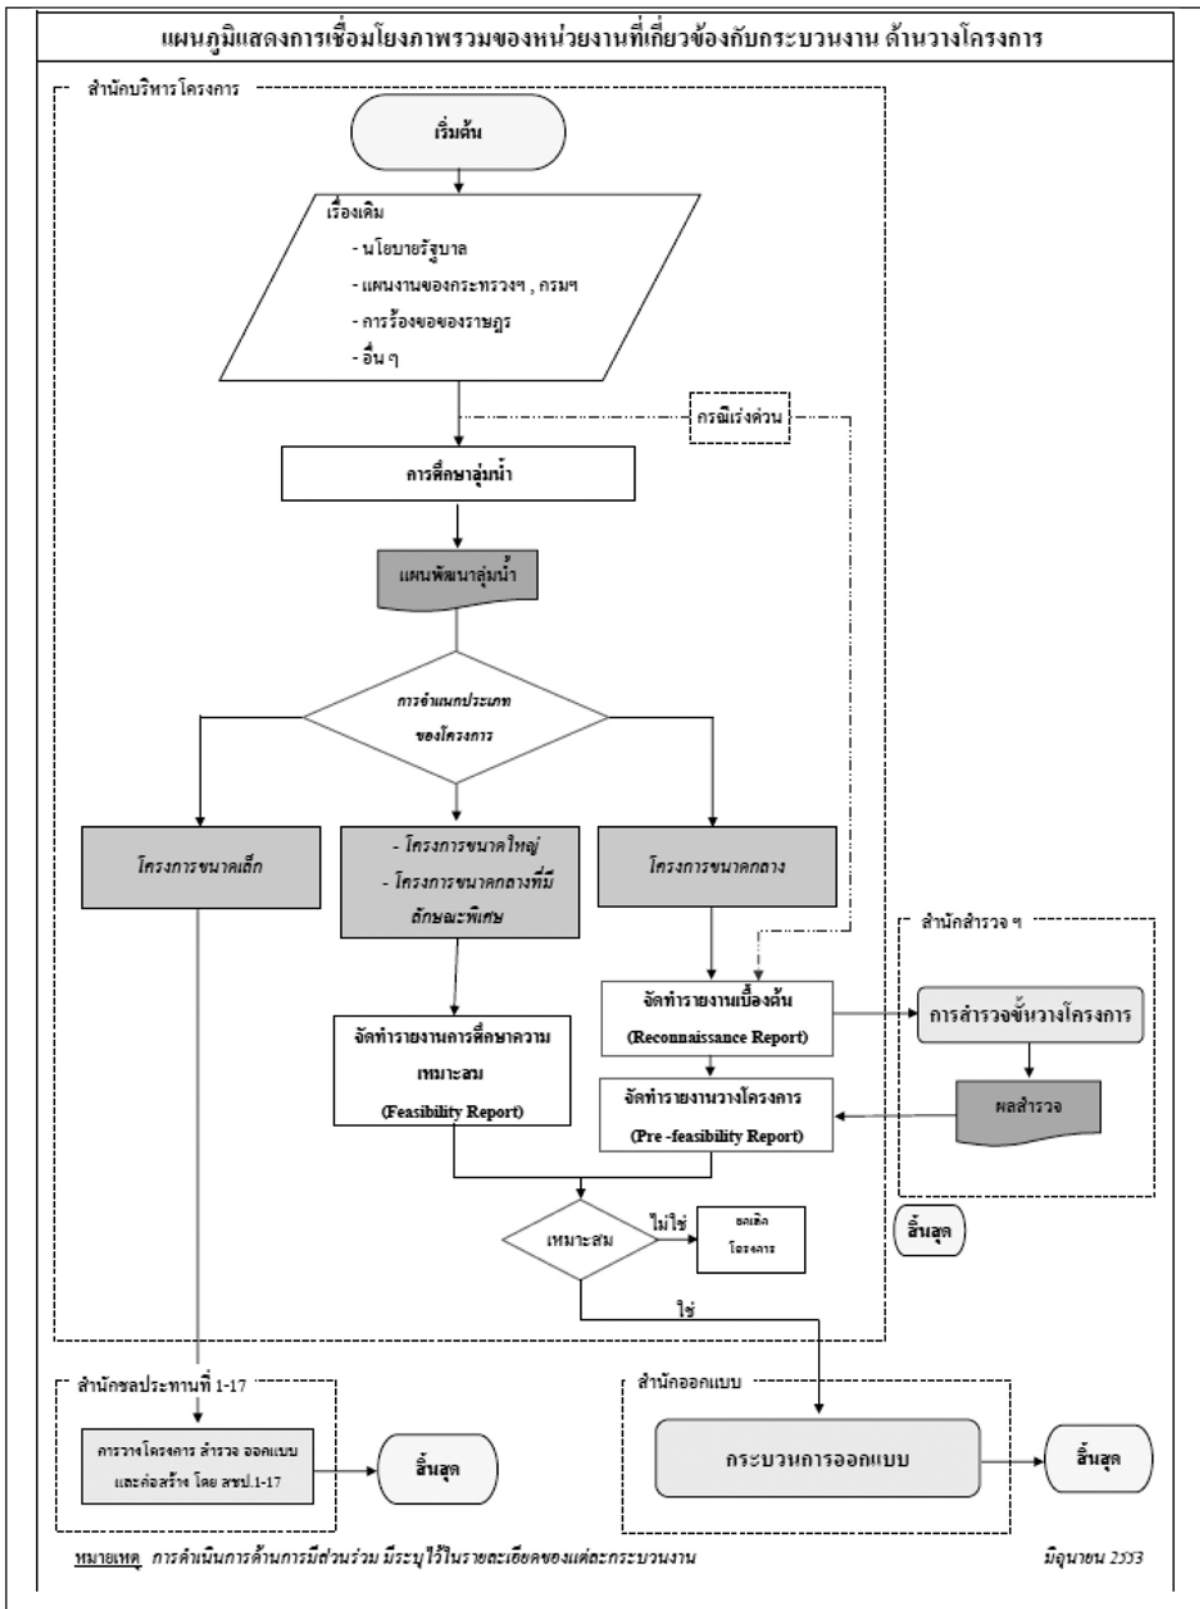 แผนภูมิแสดงการเชื่อมโยงภาพรวมของหน่วยงานที่เกี่ยวข้องกับกระบวนงาน ด้านวางโครงการ
สำนักบริหารโครงการ
เริ่มต้น
เรื่องเดิม
- นโยบายรัฐบาล
- แผนงานของกระทรวงฯ , กรมฯ
- การร้องขอของราษฎร
- อื่น ๆ
กรณีเร่งด่วน
การศึกษาลุ่มน้ำ
แผนพัฒนาลุ่มน้ำ
การจำแนกประเภท
ของโครงการ
โครงการขนาดเล็ก
- โครงการขนาดใหญ่
- โครงการขนาดกลางที่มี
ลักษณะพิเศษ
โครงการขนาดกลาง
สำนักสำรวจ ฯ
จัดทำรายงานเบื้องต้น
(Reconnaissance Report)
การสำรวจขั้นวางโครงการ
จัดทำรายงานการศึกษาความ
เหมาะสม
(Feasibility Report)
จัดทำรายงานวางโครงการ
(Pre -feasibility Report)
ผลสำรวจ
เหมาะสม
ไม่ใช่
ยกเลิก
โครงการ
สิ้นสุด
ใช่
สำนักชลประทานที่ 1-17
การวางโครงการ สำรวจ ออกแบบ
และก่อสร้าง โดย สชป.1-17
สิ้นสุด
สำนักออกแบบ
กระบวนการออกแบบ
สิ้นสุด
หมายเหตุ การดำเนินการด้านการมีส่วนร่วม มีระบุไว้ในรายละเอียดของแต่ละกระบวนงาน
มิถุนายน 2553